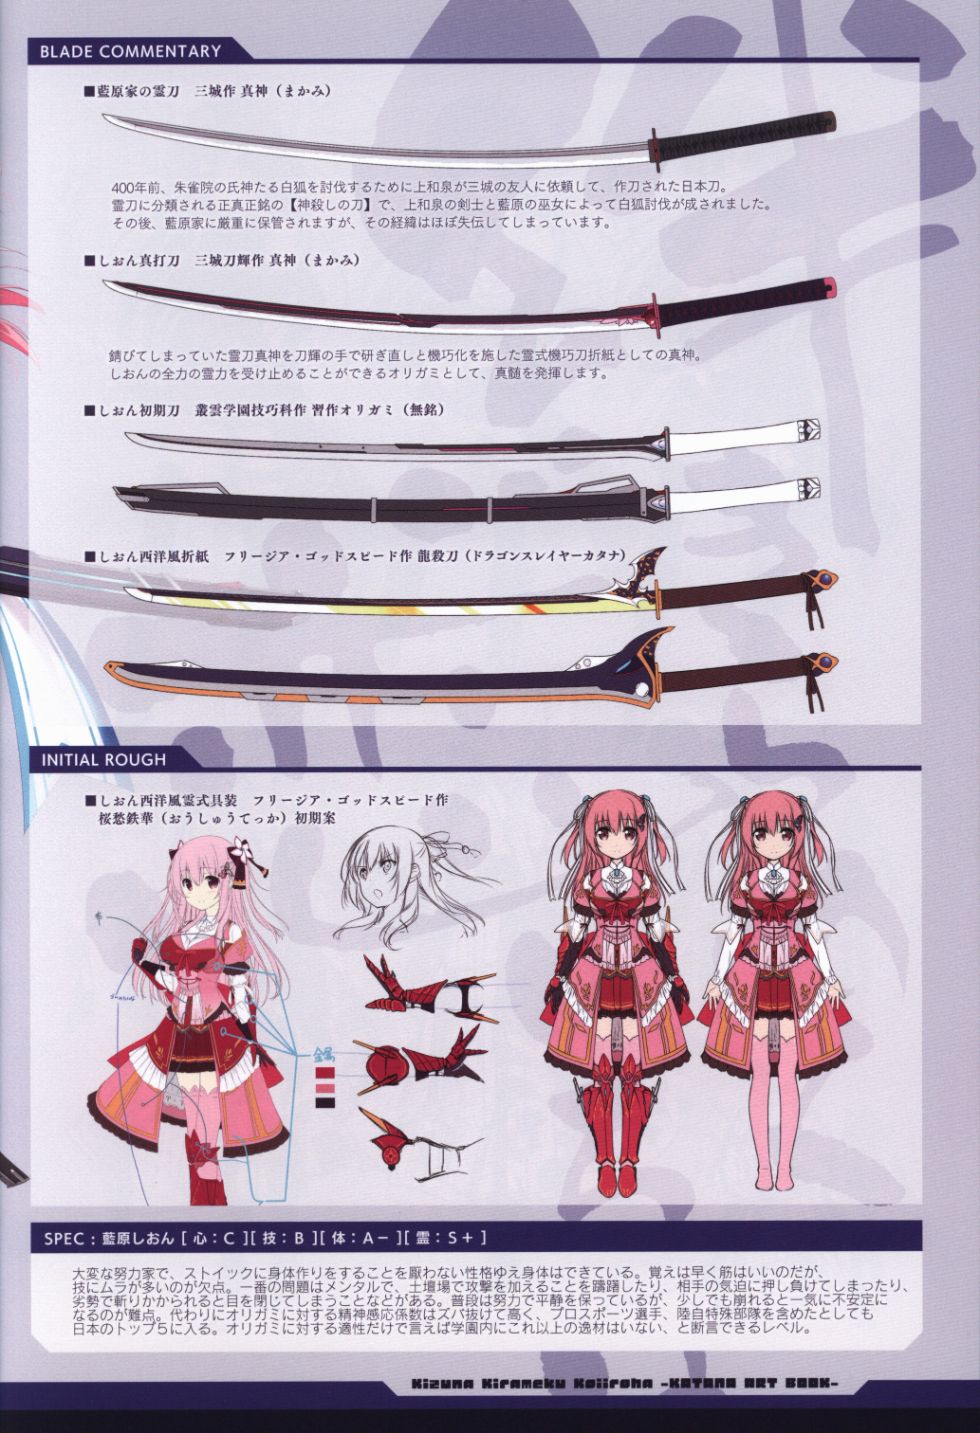 BLADE COMMENTARY
■藍原家の霊刀　三城作 真神（まかみ）
400年前、朱雀院の氏神たる白狐を討伐するために上和泉が三城の友人に依頼して、作刀された日本刀。
霊刀に分類される正真正銘の【神殺しの刀】で、上和泉の剣士と藍原の巫女によって白狐討伐が成されました。
その後、藍原家に厳重に保管されますが、その経緯はほぼ失伝してしまっています。
■しおん真打刀　三城刀輝作 真神（まかみ）
錆びてしまっていた霊刀真神を刀輝の手で研ぎ直しと機巧化を施した霊式機巧刀折紙としての真神。
しおんの全力の霊力を受け止めることができるオリガミとして、真髄を発揮します。
■しおん初期刀　叢雲学園技巧科作 習作オリガミ（無銘）
■しおん西洋風折紙　フリージア・ゴッドスピード作 龍殺刀（ドラゴンスレイヤーカタナ）
INITIAL ROUGH
■しおん西洋風霊式具装　フリージア・ゴッドスピード作
桜愁鉄華（おうしゅうてっか）初期案
金属
SPEC : 藍原しおん [ 心：C ][ 技：B ][ 体：A－ ][ 霊：S＋ ]
大変な努力家で、ストイックに身体作りをすることを厭わない性格ゆえ身体はできている。覚えは早く筋はいいのだが、
技にムラが多いのが欠点。一番の問題はメンタルで、土壇場で攻撃を加えることを躊躇したり、相手の気迫に押し負けてしまったり、
劣勢で斬りかかられると目を閉じてしまうことなどがある。普段は努力で平静を保っているが、少しでも崩れると一気に不安定に
なるのが難点。代わりにオリガミに対する精神感応係数はズバ抜けて高く、プロスポーツ選手、陸自特殊部隊を含めたとしても
日本のトップ５に入る。オリガミに対する適性だけで言えば学園内にこれ以上の逸材はいない、と断言できるレベル。
Kizuna Kirameku Koiiroha -KATANA ART BOOK-